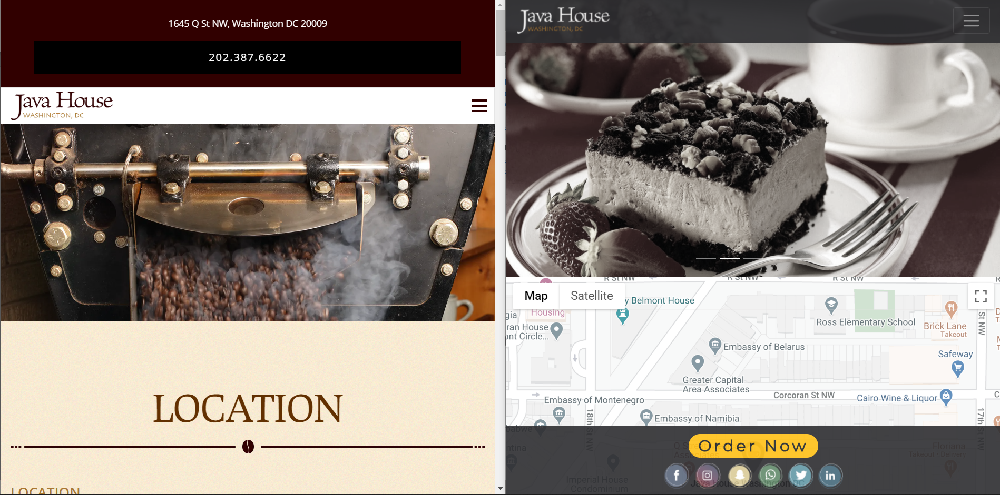 1645 Q St NW, Washington DC 20009
202.387.6622
Java House
WASHINGTON, DC
LOCATION
LOCATION
Java House
WASHINGTON, DC
R St NW
R St NW
R St NW
Map
Satellite
y Belmont House
Housing
gia
ran House
ont Circle...
Ross Elementary School
Brick Lane
Takeout
St NW
Embassy of Belarus
Safeway
Greater Capital
Area Associates
Corcoran St NW
Cairo Wine & Liquor
Embassy of Montenegro
Embassy of Namibia
18th St NW
17th St NW
babwe
Order Now
ntina
Floriana
Takeout • Delivery
Java House Washington DC
Imperial House
Condominium